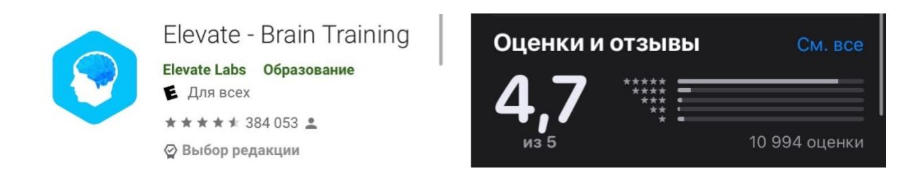 Elevate - Brain Training
Elevate Labs Образование
E Для всех
★★★★★ 384 053
Выбор редакции
Оценки и отзывы См. все
4,7
из 5
★★★★★
★★★★
★★★
★★
★
10 994 оценки